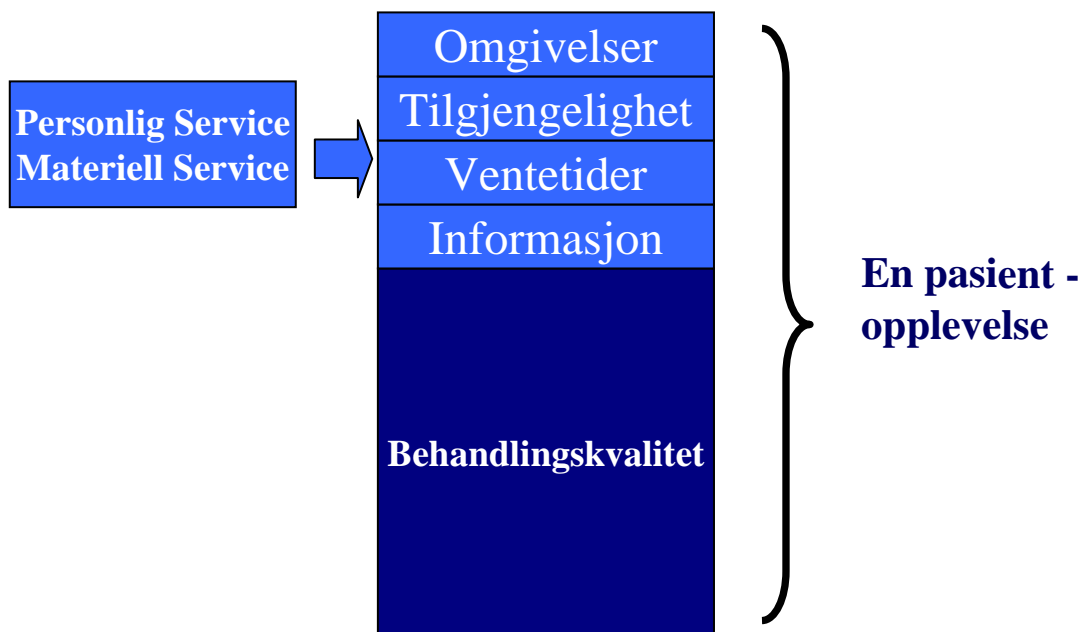 Personlig Service
Materiell Service
Omgivelser
Tilgjengelighet
Ventetider
Informasjon
Behandlingskvalitet
En pasient -
opplevelse